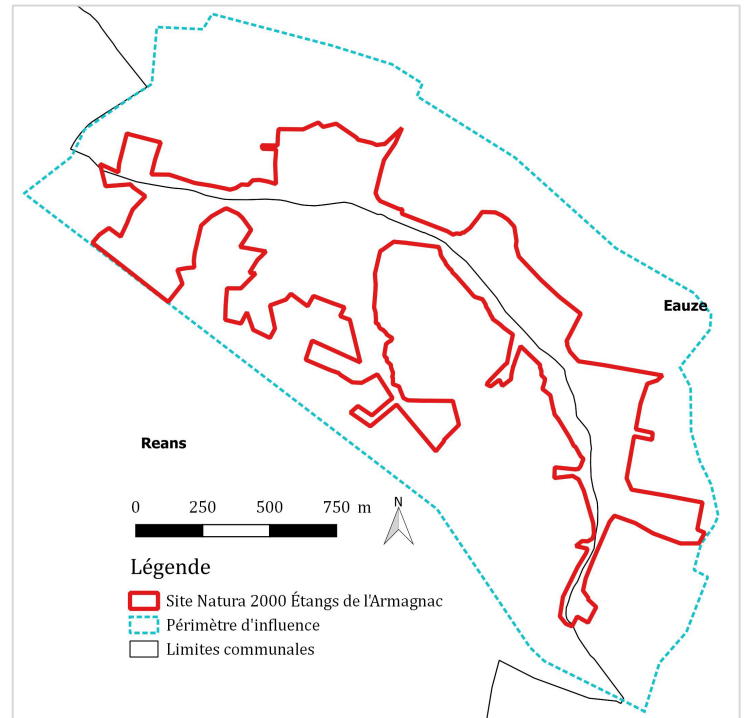 Eauze
Reans
0 250 500 750 m
N
Légende
Site Natura 2000 Étangs de l'Armagnac
Périmètre d'influence
Limites communales